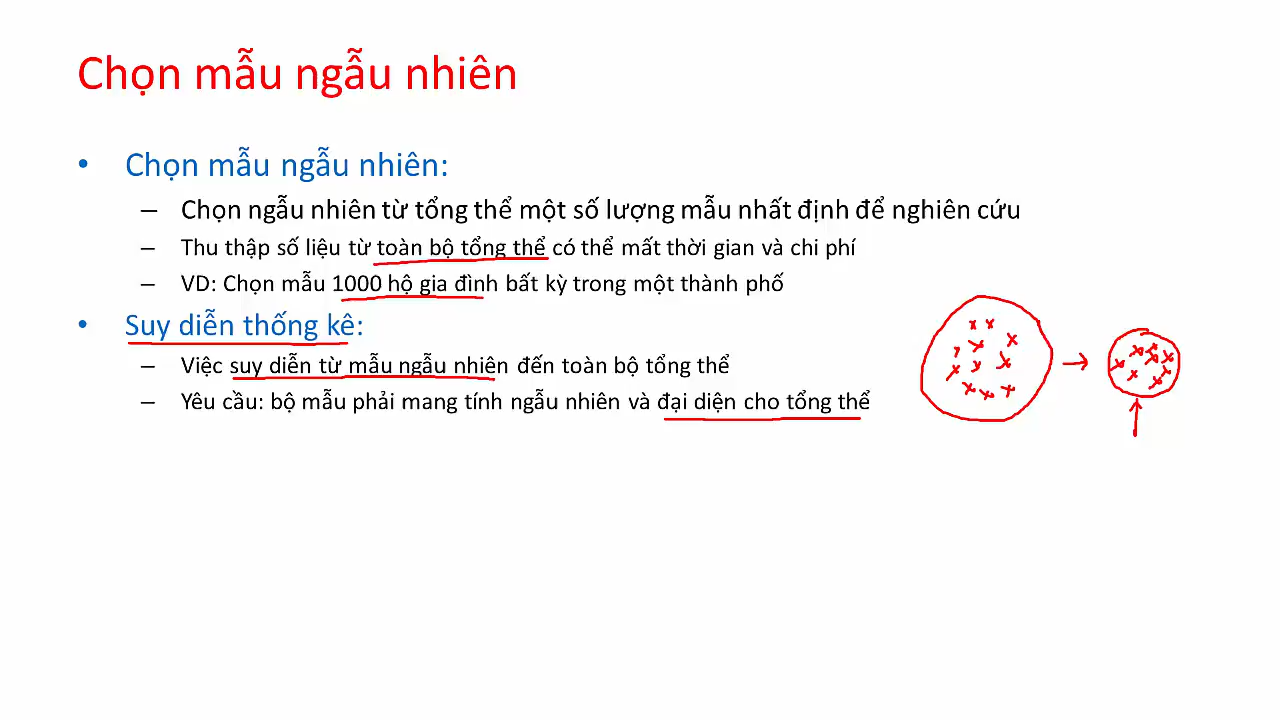 Chọn mẫu ngẫu nhiên
• Chọn mẫu ngẫu nhiên:
– Chọn ngẫu nhiên từ tổng thể một số lượng mẫu nhất định để nghiên cứu
– Thu thập số liệu từ toàn bộ tổng thể có thể mất thời gian và chi phí
– VD: Chọn mẫu 1000 hộ gia đình bất kỳ trong một thành phố
• Suy diễn thống kê:
– Việc suy diễn từ mẫu ngẫu nhiên đến toàn bộ tổng thể
– Yêu cầu: bộ mẫu phải mang tính ngẫu nhiên và đại diện cho tổng thể